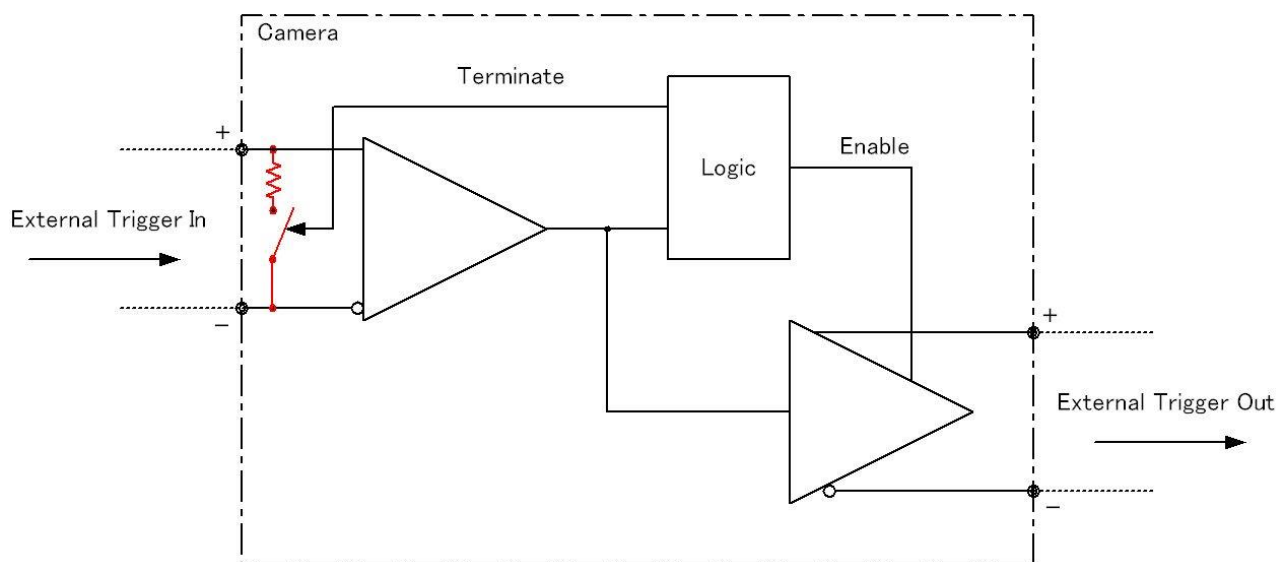 Camera
Terminate
+
Enable
Logic
External Trigger In
−
+
External Trigger Out
−